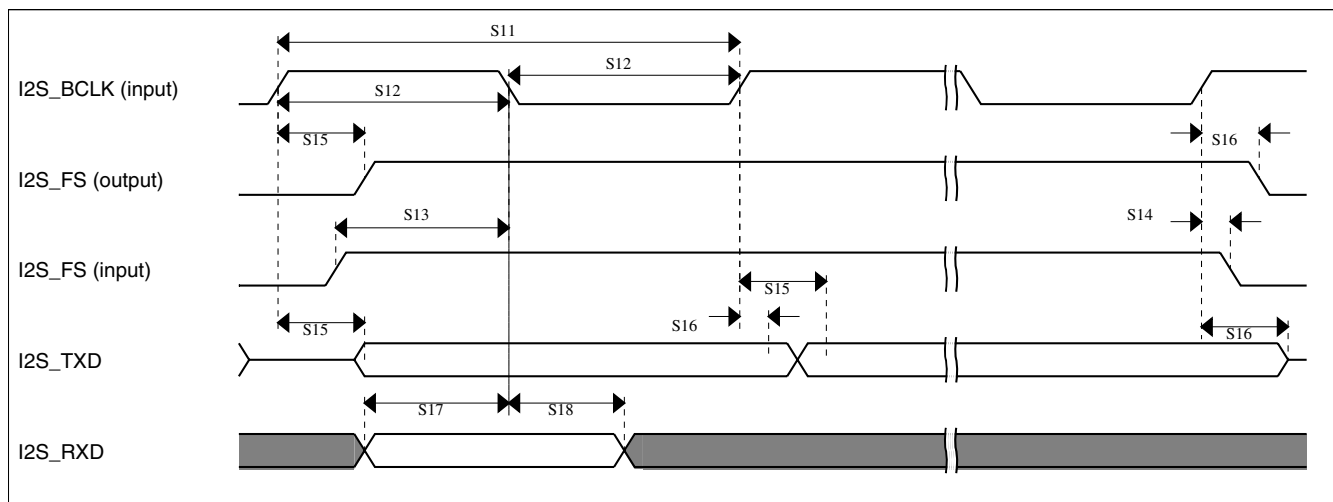 S11
I2S_BCLK (input)
S12
S12
S15
S16
I2S_FS (output)
S13
S14
I2S_FS (input)
S15
S15
S16
S16
I2S_TXD
S17
S18
I2S_RXD